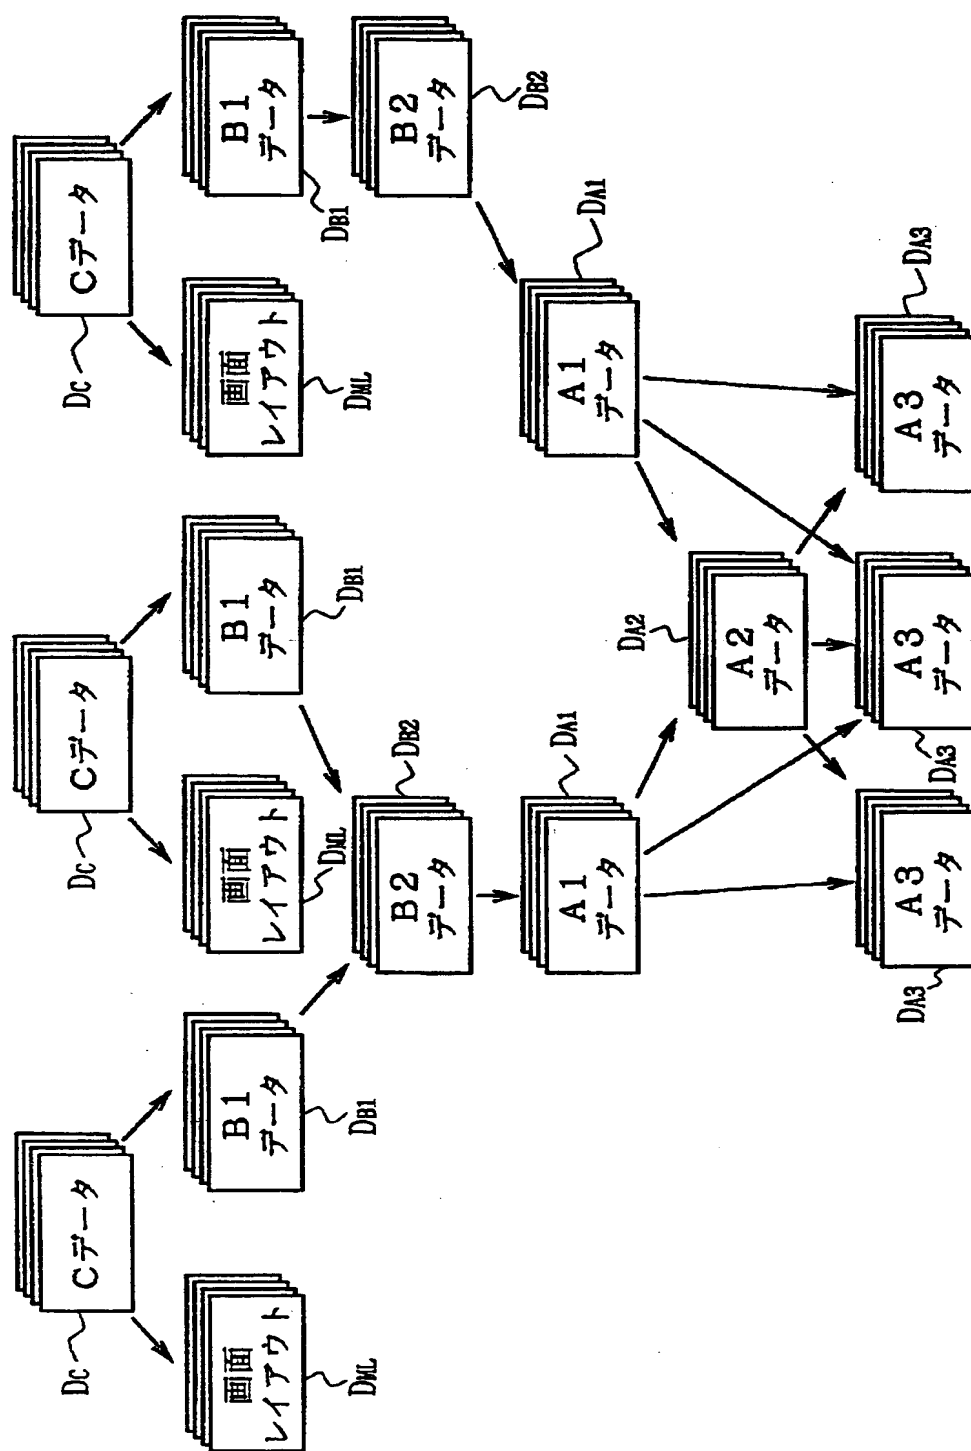 Dc
Cデータ
Dc
Cデータ
Dc
Cデータ
画面
レイアウト
DML
B1
データ
DB1
画面
レイアウト
DML
B1
データ
DB1
画面
レイアウト
DML
B1
データ
DB1
B2
データ
DB2
B2
データ
DB2
A1
データ
DA1
A1
データ
DA1
DA2
A2
データ
A3
データ
DA3
A3
データ
DA3
A3
データ
DA3